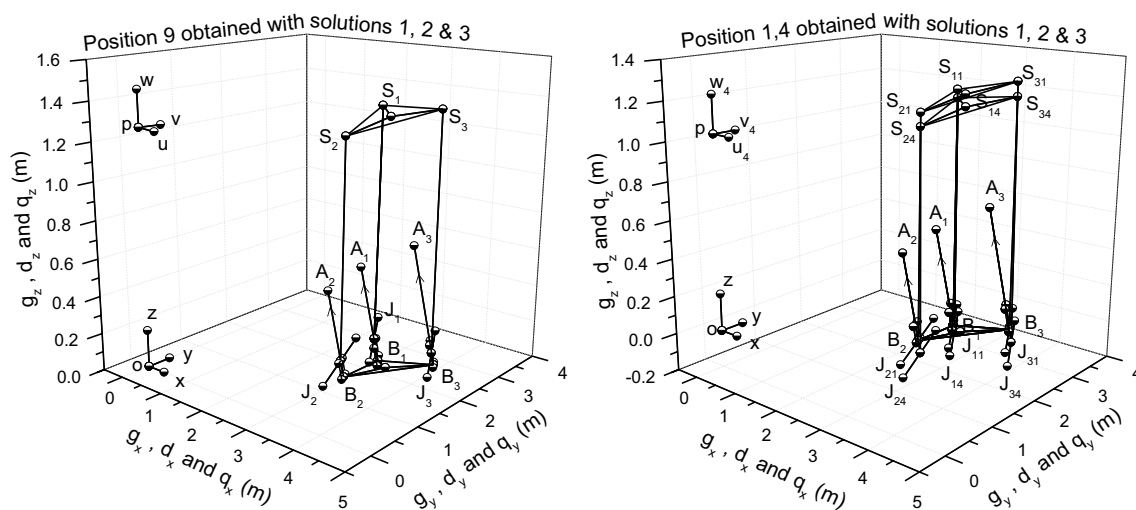 Position 9 obtained with solutions 1, 2 & 3
1.6
1.4
1.2
1.0
0.8
0.6
0.4
0.2
0.0
g_z , d_z and q_z (m)
w
p
v
u
S_1
S_2
S_3
A_1
A_2
A_3
J_1
B_1
J_2
B_2
J_3
B_3
z
o
y
x
0
1
2
3
4
5
g_x , d_x and q_x (m)
0
1
2
3
4
g_y , d_y and q_y (m)
Position 1,4 obtained with solutions 1, 2 & 3
1.4
1.2
1.0
0.8
0.6
0.4
0.2
0.0
-0.2
g_z , d_z and q_z (m)
w_4
p
v_4
u_4
S_11
S_31
S_21
S_14
S_34
S_24
A_3
A_1
A_2
z
o
y
x
B_1
B_3
B_2
J_11
J_31
J_21
J_14
J_34
J_24
0
1
2
3
4
5
g_x , d_x and q_x (m)
0
1
2
3
4
g_y , d_y and q_y (m)